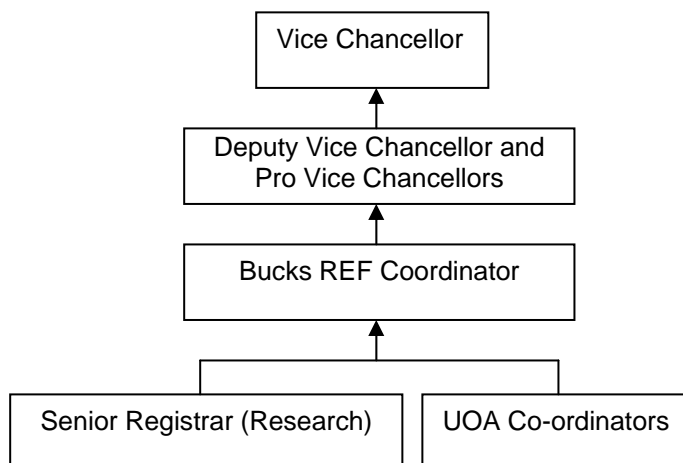 Vice Chancellor
Deputy Vice Chancellor and
Pro Vice Chancellors
Bucks REF Coordinator
Senior Registrar (Research)
UOA Co-ordinators